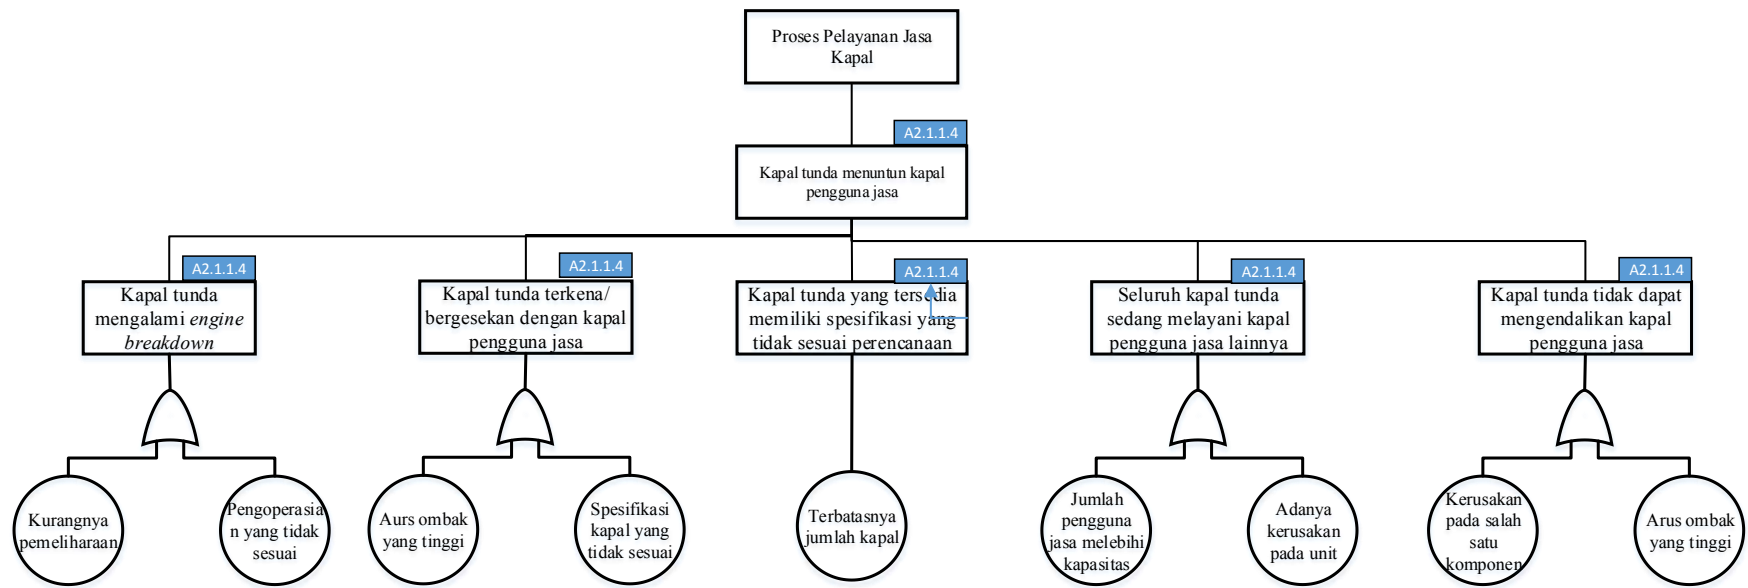 Proses Pelayanan Jasa
Kapal
A2.1.1.4
Kapal tunda menuntun kapal
pengguna jasa
A2.1.1.4
Kapal tunda
mengalami engine
breakdown
A2.1.1.4
Kapal tunda terkena/
bergesekan dengan kapal
pengguna jasa
A2.1.1.4
Kapal tunda yang tersedia
memiliki spesifikasi yang
tidak sesuai perencanaan
A2.1.1.4
Seluruh kapal tunda
sedang melayani kapal
pengguna jasa lainnya
A2.1.1.4
Kapal tunda tidak dapat
mengendalikan kapal
pengguna jasa
Kurangnya
pemeliharaan
Pengoperasia
n yang tidak
sesuai
Aurs ombak
yang tinggi
Spesifikasi
kapal yang
tidak sesuai
Terbatasnya
jumlah kapal
Jumlah
pengguna
jasa melebihi
kapasitas
Adanya
kerusakan
pada unit
Kerusakan
pada salah
satu
komponen
Arus ombak
yang tinggi